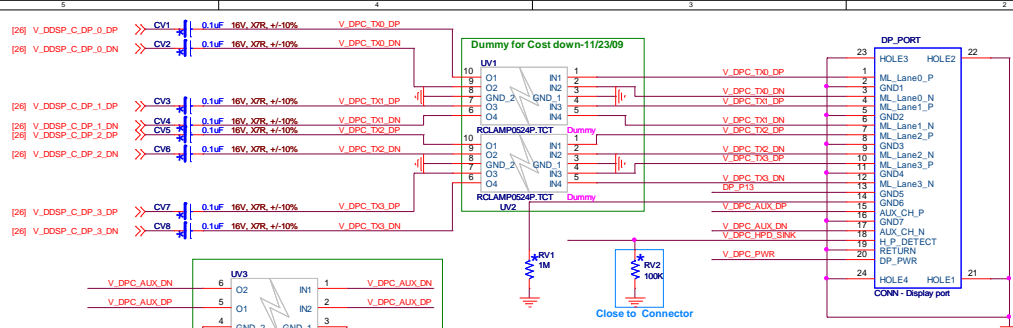 5 4 3 2
[26] V_DDSP_C_DP_0_DP CV1 0.1uF 16V, X7R, +/-10% V_DPC_TX0_DP
[26] V_DDSP_C_DP_0_DN CV2 0.1uF 16V, X7R, +/-10% V_DPC_TX0_DN
[26] V_DDSP_C_DP_1_DP CV3 0.1uF 16V, X7R, +/-10% V_DPC_TX1_DP
[26] V_DDSP_C_DP_1_DN CV4 0.1uF 16V, X7R, +/-10% V_DPC_TX1_DN
[26] V_DDSP_C_DP_2_DP CV5 0.1uF 16V, X7R, +/-10% V_DPC_TX2_DP
[26] V_DDSP_C_DP_2_DN CV6 0.1uF 16V, X7R, +/-10% V_DPC_TX2_DN
[26] V_DDSP_C_DP_3_DP CV7 0.1uF 16V, X7R, +/-10% V_DPC_TX3_DP
[26] V_DDSP_C_DP_3_DN CV8 0.1uF 16V, X7R, +/-10% V_DPC_TX3_DN
Dummy for Cost down-11/23/09
UV1
10 O1 IN1 1
9 O2 IN2 2
8 GND_2 GND_1 3
7 O3 IN3 4
6 O4 IN4 5
RCLAMP0524P.TCT Dummy
10 O1 IN1 1
9 O2 IN2 2
8 GND_2 GND_1 3
7 O3 IN3 4
6 O4 IN4 5
RCLAMP0524P.TCT Dummy
UV2
RV1
1M
RV2
100K
Close to Connector
UV3
V_DPC_AUX_DN 6 O2 IN1 1 V_DPC_AUX_DN
V_DPC_AUX_DP 5 O1 IN2 2 V_DPC_AUX_DP
4 GND_2 GND_1 3
DP_PORT
23 HOLE3 HOLE2 22
V_DPC_TX0_DP 1 ML_Lane0_P
2 GND1
V_DPC_TX0_DN 3 ML_Lane0_N
V_DPC_TX1_DP 4 ML_Lane1_P
5 GND2
V_DPC_TX1_DN 6 ML_Lane1_N
V_DPC_TX2_DP 7 ML_Lane2_P
8 GND3
V_DPC_TX2_DN 9 ML_Lane2_N
V_DPC_TX3_DP 10 ML_Lane3_P
11 GND4
V_DPC_TX3_DN 12 ML_Lane3_N
DP_P13 13 GND5
14 GND6
V_DPC_AUX_DP 15 AUX_CH_P
16 GND7
V_DPC_AUX_DN 17 AUX_CH_N
V_DPC_HPD_SINK 18 H_P_DETECT
19 RETURN
V_DPC_PWR 20 DP_PWR
24 HOLE4 HOLE1 21
CONN - Display port